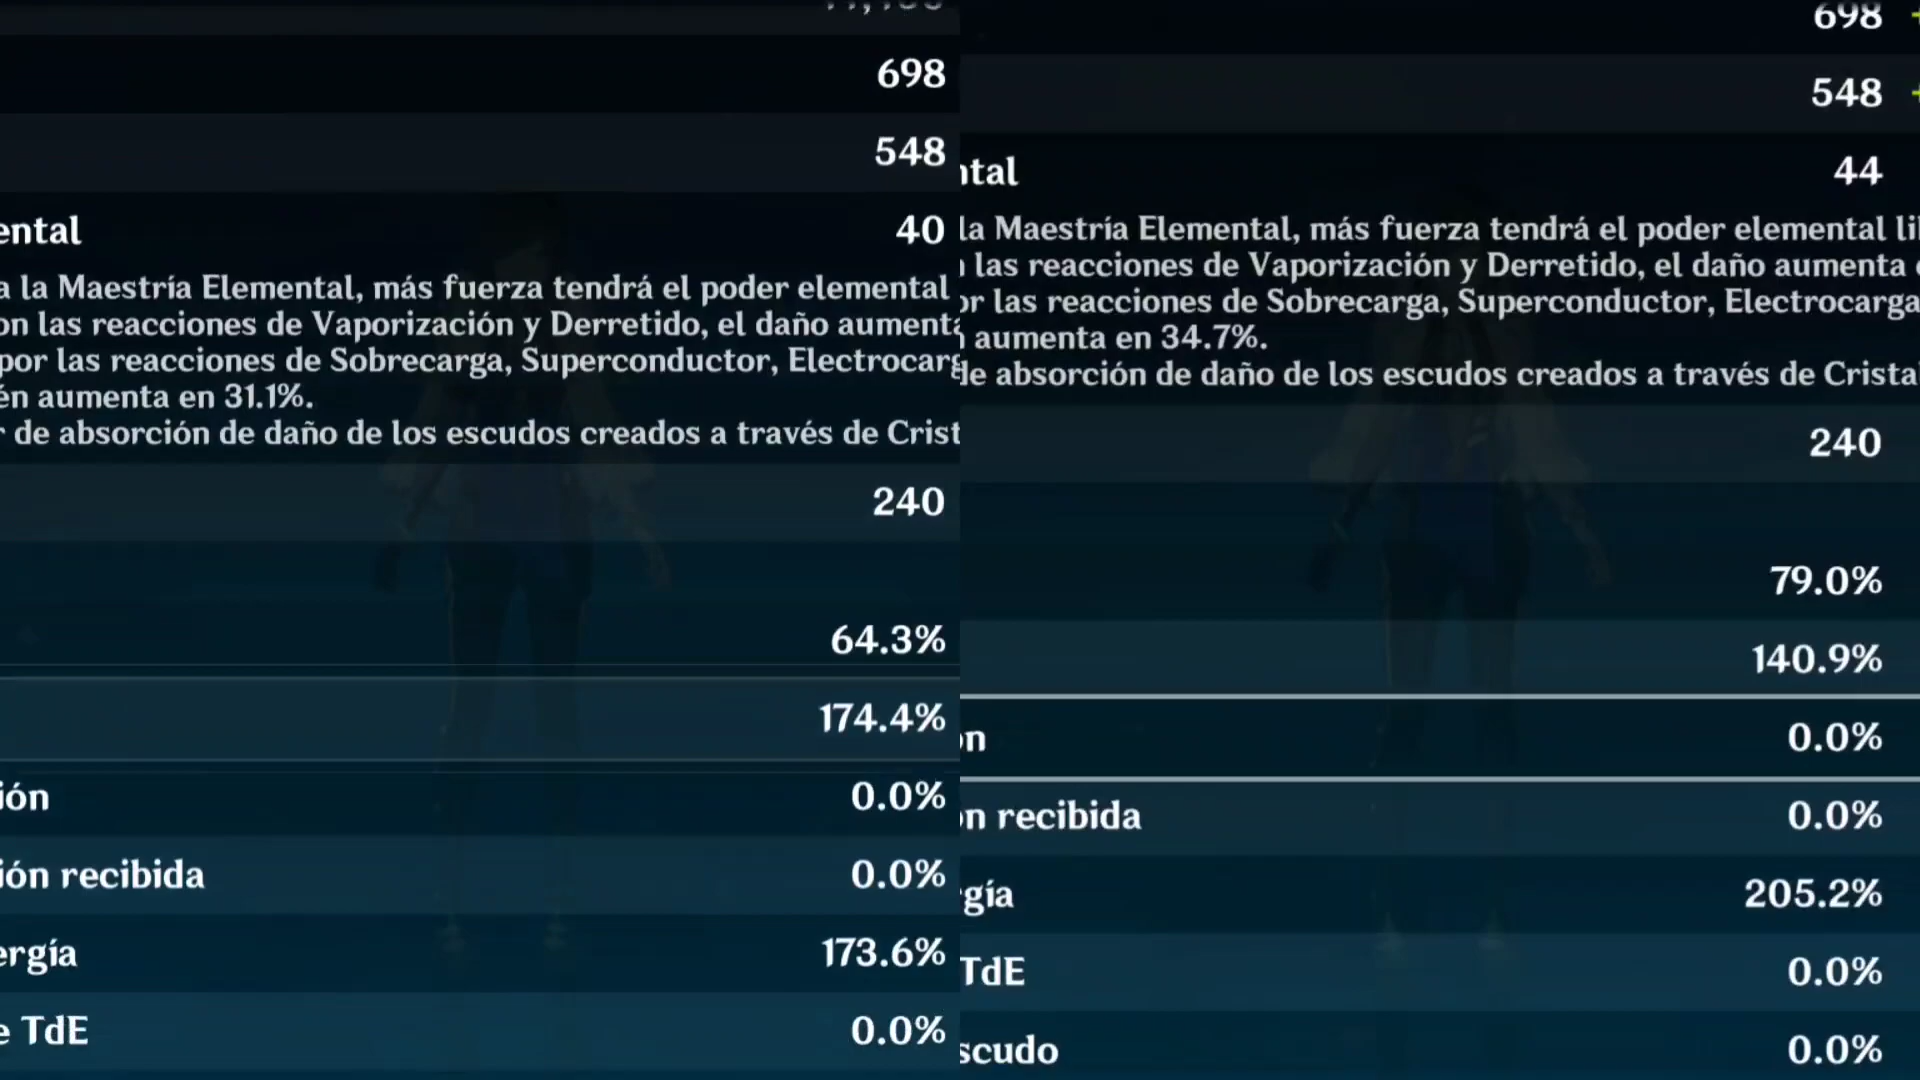 698
548
ental 40
a la Maestría Elemental, más fuerza tendrá el poder elemental
on las reacciones de Vaporización y Derretido, el daño aumenta
por las reacciones de Sobrecarga, Superconductor, Electrocarg
én aumenta en 31.1%.
r de absorción de daño de los escudos creados a través de Crist
240
64.3%
174.4%
ión 0.0%
ión recibida 0.0%
ergía 173.6%
e TdE 0.0%
698 +
548 +
ntal 44
la Maestría Elemental, más fuerza tendrá el poder elemental li
n las reacciones de Vaporización y Derretido, el daño aumenta
or las reacciones de Sobrecarga, Superconductor, Electrocarga
n aumenta en 34.7%.
de absorción de daño de los escudos creados a través de Crista
240
79.0%
140.9%
ón 0.0%
ón recibida 0.0%
rgía 205.2%
TdE 0.0%
scudo 0.0%